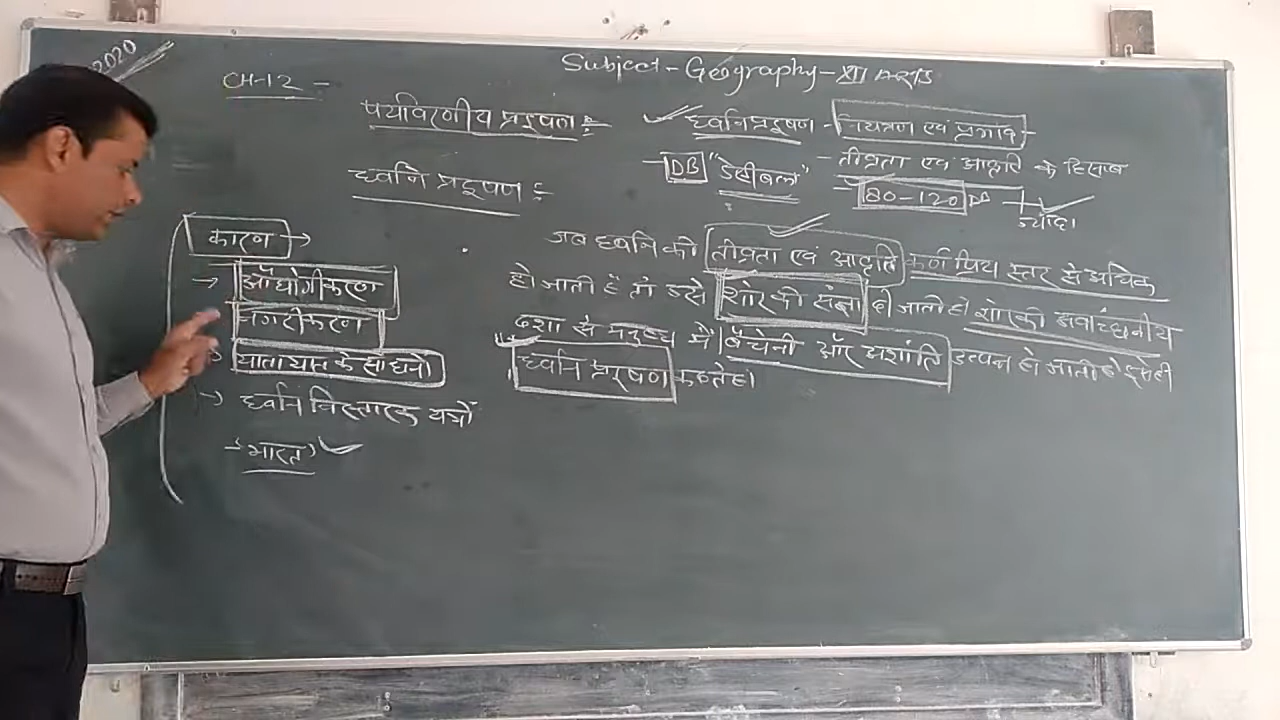 2020
Subject - Geography - XII Arts
CH-12 -
पर्यावरणीय प्रदूषण :-
ध्वनि प्रदूषण :-
ध्वनि प्रदूषण - नियंत्रण एवं प्रभाव -
- DB "डेसीबल" - तीव्रता एवं आवृति के हिसाब
80-120 DB
ज्यादा
कारण →
→ औद्योगीकरण
नगरीकरण
→ यातायात के साधनो
→ ध्वनि विस्तारक यंत्रों
- भारत
जब ध्वनि की तीव्रता एवं आवृति कर्ण प्रिय स्तर से अधिक
हो जाती है तो उसे शोर की संज्ञा दी जाती है। शोर की अवांछनीय
दशा से मनुष्य में बैचेनी और अशांति उत्पन हो जाती है इसे ही
ध्वनि प्रदूषण कहते है।